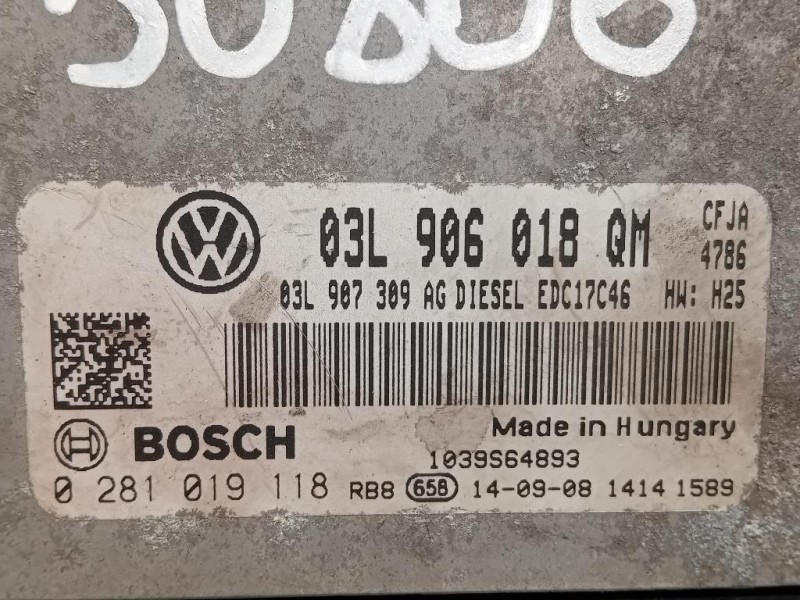 03L 906 018 QM
CFJA
4786
03L 907 309 AG DIESEL EDC17C46 HW: H25
Made in Hungary
BOSCH
1039S64893
0 281 019 118 RB8 658 14-09-08 1414 1589